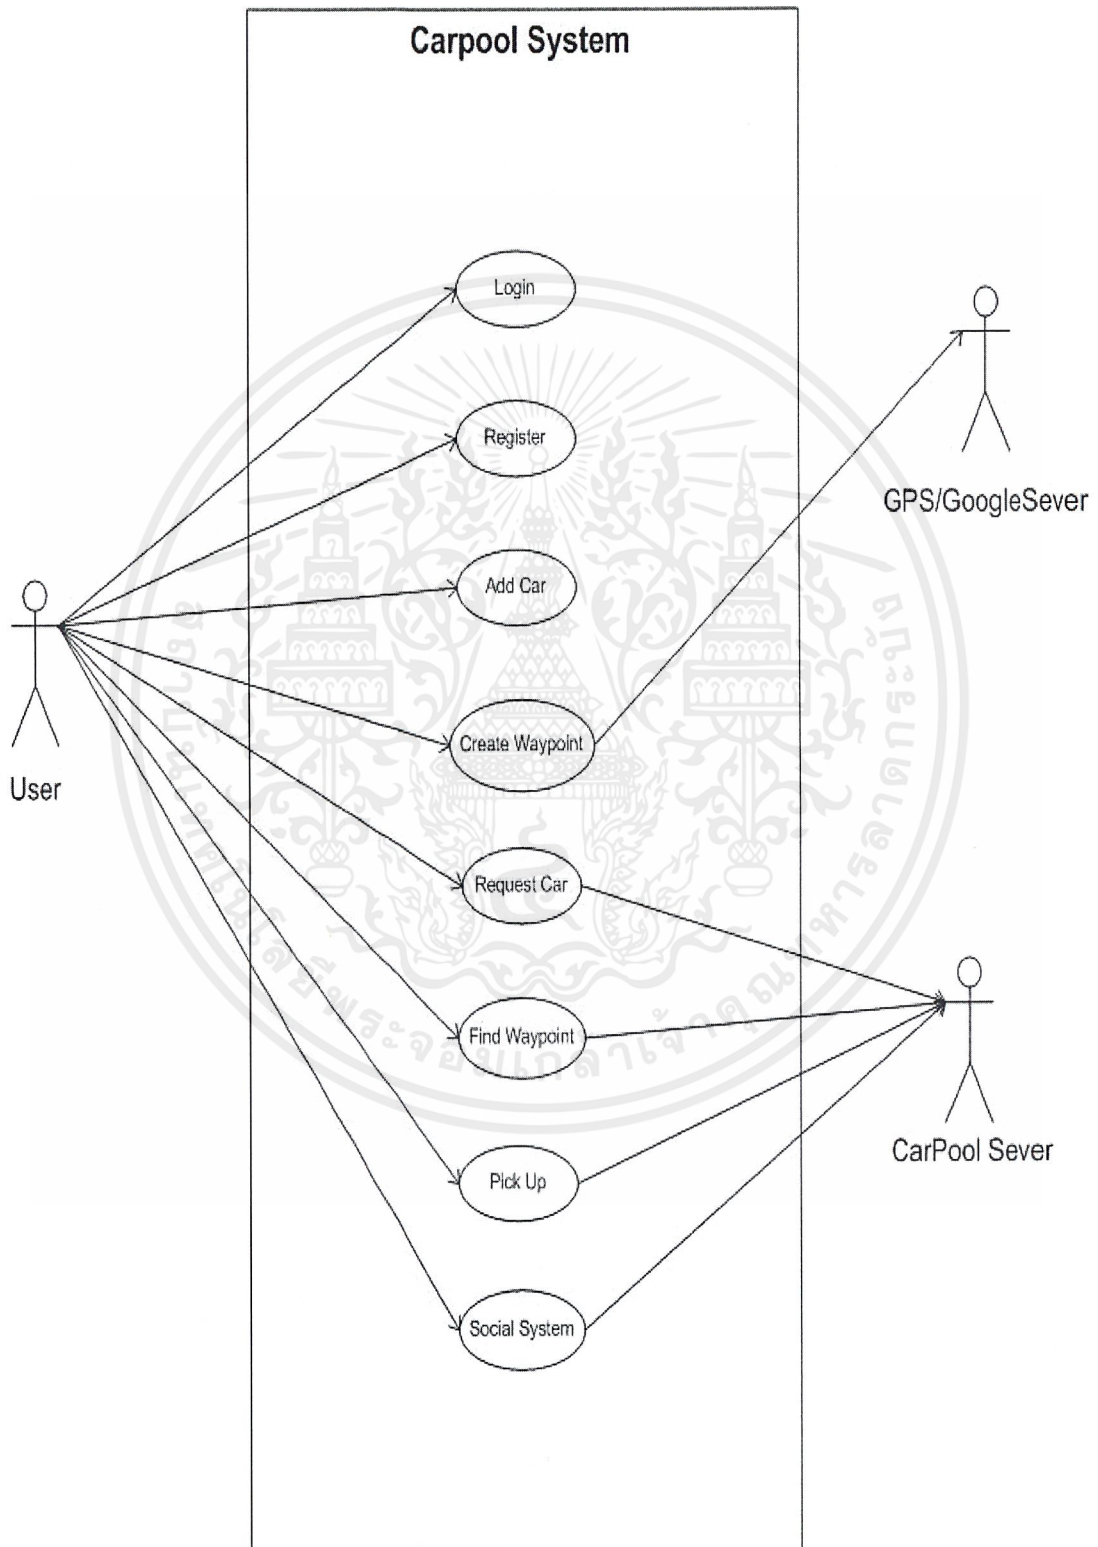 Carpool System
Login
Register
GPS/GoogleSever
Add Car
Create Waypoint
User
Request Car
Find Waypoint
CarPool Sever
Pick Up
Social System